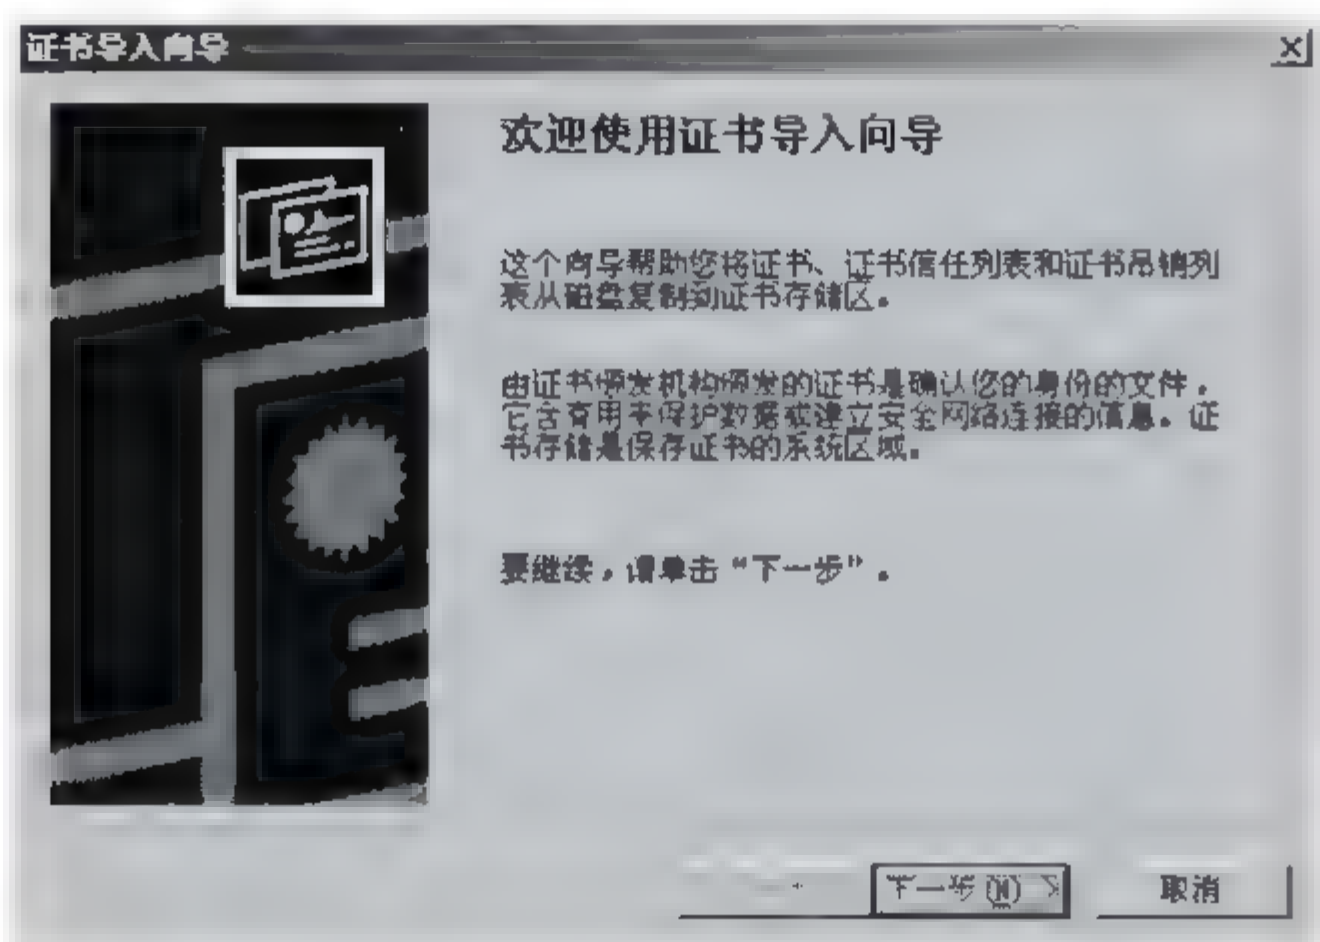 证书导入向导
欢迎使用证书导入向导
这个向导帮助您将证书、证书信任列表和证书吊销列
表从磁盘复制到证书存储区。
由证书颁发机构颁发的证书是确认您的身份的文件，
它含有用来保护数据或建立安全网络连接的信息。证
书存储是保存证书的系统区域。
要继续，请单击“下一步”。
下一步(N) >
取消